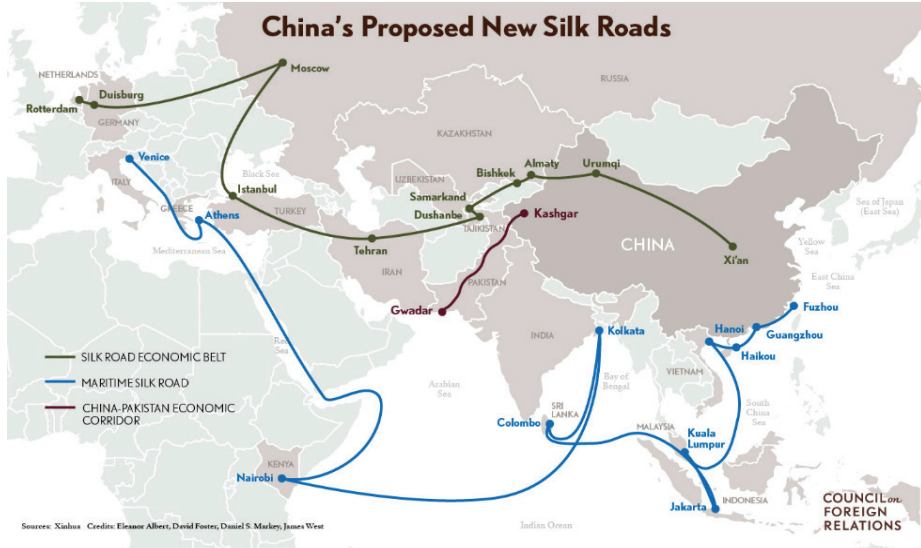 China's Proposed New Silk Roads
Moscow
NETHERLANDS
Duisburg
Rotterdam
GERMANY
RUSSIA
KAZAKHSTAN
Venice
ITALY
Black Sea
Istanbul
GREECE
Athens
TURKEY
Mediterranean Sea
UZBEKISTAN
Bishkek
Almaty
Urumqi
Samarkand
Dushanbe
TAJIKISTAN
Kashgar
Tehran
IRAN
CHINA
Xi'an
Sea of Japan
(East Sea)
Yellow
Sea
East China
Sea
PAKISTAN
Gwadar
INDIA
Kolkata
Fuzhou
Hanoi
Guangzhou
Haikou
Red
Sea
Arabian
Sea
Bay of
Bengal
VIETNAM
South
China
Sea
SILK ROAD ECONOMIC BELT
MARITIME SILK ROAD
CHINA-PAKISTAN ECONOMIC
CORRIDOR
SRI
LANKA
Colombo
MALAYSIA
Kuala
Lumpur
KENYA
Nairobi
Jakarta
INDONESIA
Indian Ocean
COUNCIL on
FOREIGN
RELATIONS
Sources: Xinhua Credits: Eleanor Albert, David Foster, Daniel S. Markey, James West